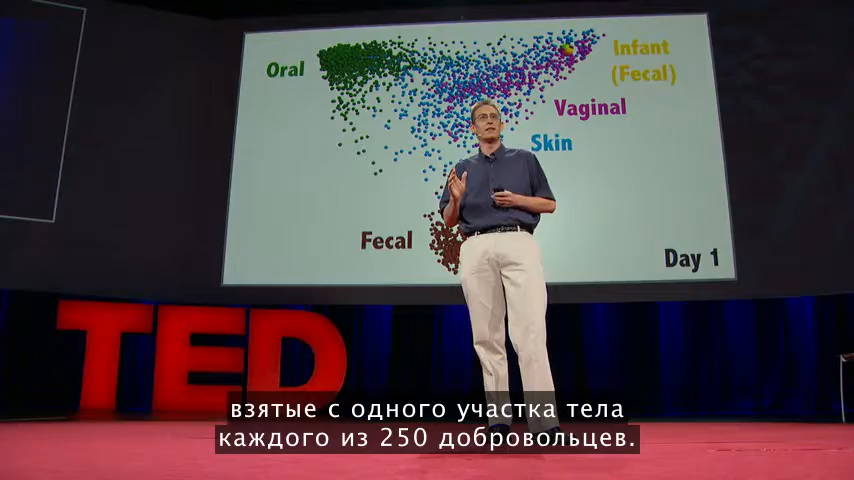 Oral
Infant
(Fecal)
Vaginal
Skin
Fecal
Day 1
TED
взятые с одного участка тела
каждого из 250 добровольцев.